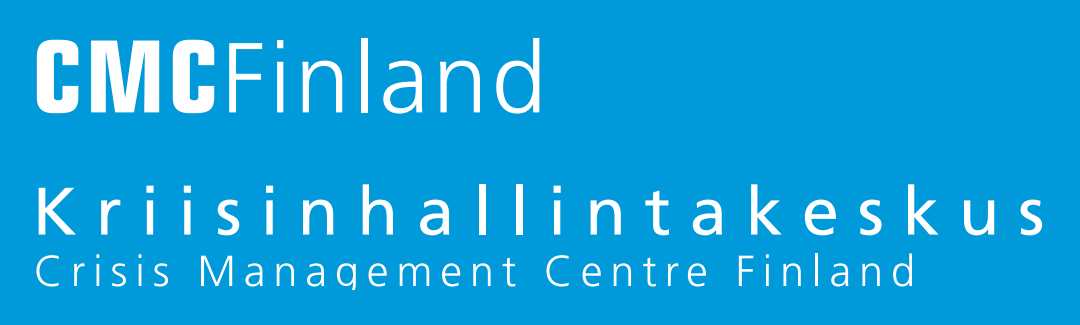 CMCFinland
Kriisinhallintakeskus
Crisis Management Centre Finland